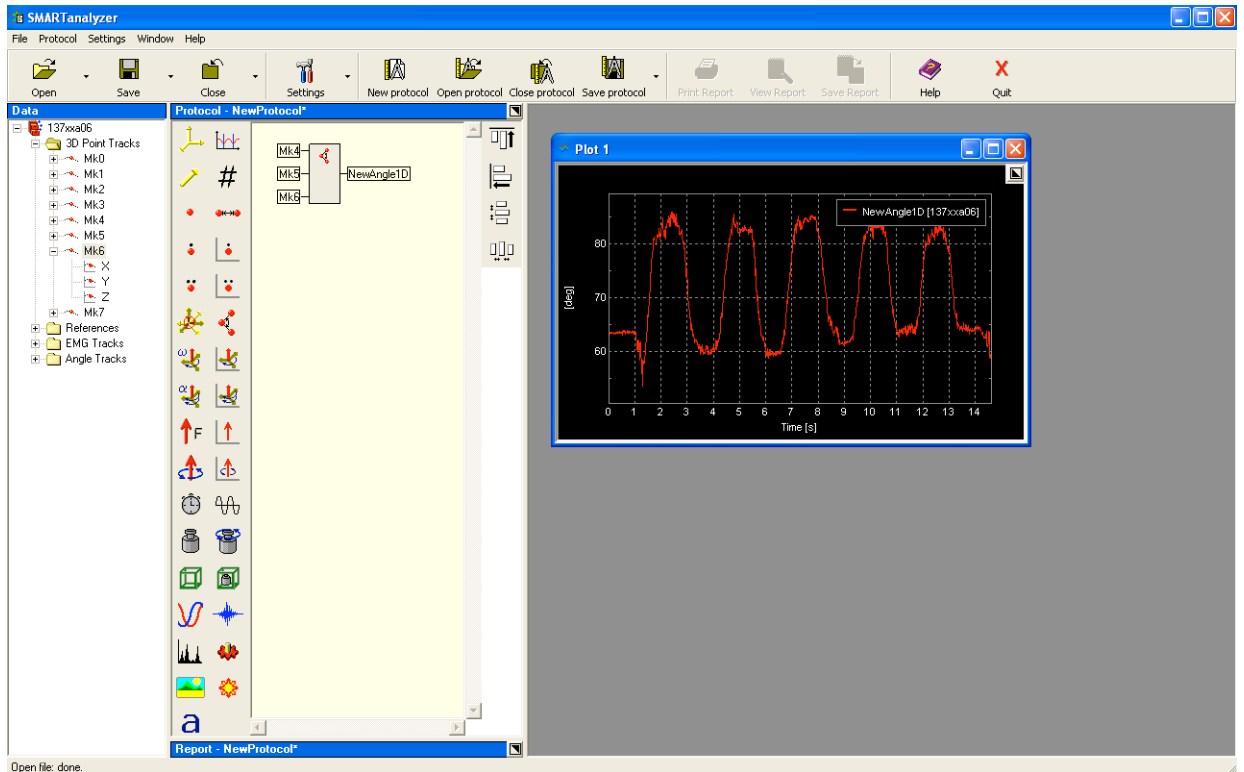 SMARTanalyzer
File Protocol Settings Window Help
Open Save Close Settings New protocol Open protocol Close protocol Save protocol Print Report View Report Save Report Help Quit
Data
137xxa06
3D Point Tracks
Mk0
Mk1
Mk2
Mk3
Mk4
Mk5
Mk6
X
Y
Z
Mk7
References
EMG Tracks
Angle Tracks
Protocol - NewProtocol*
#
ω
α
F
a
Mk4
Mk5 NewAngle1D
Mk6
Report - NewProtocol*
Plot 1
NewAngle1D [137xxa06]
80
70
60
[deg]
0 1 2 3 4 5 6 7 8 9 10 11 12 13 14
Time [s]
Open file: done.